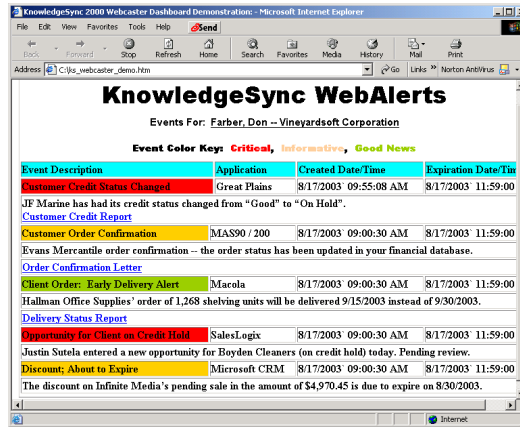 KnowledgeSync 2000 Webcaster Dashboard Demonstration: - Microsoft Internet Explorer
File Edit View Favorites Tools Help Send
Back Forward Stop Refresh Home Search Favorites Media History Mail Print
Address C:\ks_webcaster_demo.htm Go Links » Norton AntiVirus
KnowledgeSync WebAlerts
Events For: Farber, Don -- Vineyardsoft Corporation
Event Color Key: Critical, Informative, Good News
Event Description Application Created Date/Time Expiration Date/Tim
Customer Credit Status Changed Great Plains 8/17/2003` 09:55:08 AM 8/17/2003` 11:59:00
JF Marine has had its credit status changed from “Good” to “On Hold”.
Customer Credit Report
Customer Order Confirmation MAS90 / 200 8/17/2003` 09:00:30 AM 8/17/2003` 11:59:00
Evans Mercantile order confirmation -- the order status has been updated in your financial database.
Order Confirmation Letter
Client Order: Early Delivery Alert Macola 8/17/2003` 09:00:30 AM 8/17/2003` 11:59:00
Hallman Office Supplies’ order of 1,268 shelving units will be delivered 9/15/2003 instead of 9/30/2003.
Delivery Status Report
Opportunity for Client on Credit Hold SalesLogix 8/17/2003` 09:00:30 AM 8/17/2003` 11:59:00
Justin Sutela entered a new opportunity for Boyden Cleaners (on credit hold) today. Pending review.
Discount; About to Expire Microsoft CRM 8/17/2003` 09:00:30 AM 8/17/2003` 11:59:00
The discount on Infinite Media’s pending sale in the amount of $4,970.45 is due to expire on 8/30/2003.
Internet